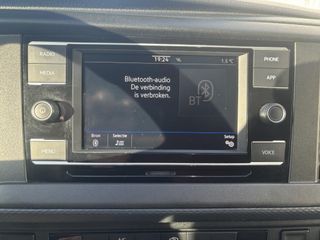 RADIO
MEDIA
MENU
19:24
1,5 °C
Bluetooth-audio
De verbinding
is verbroken.
BT
Bron
Selectie
Setup
PHONE
APP
VOICE